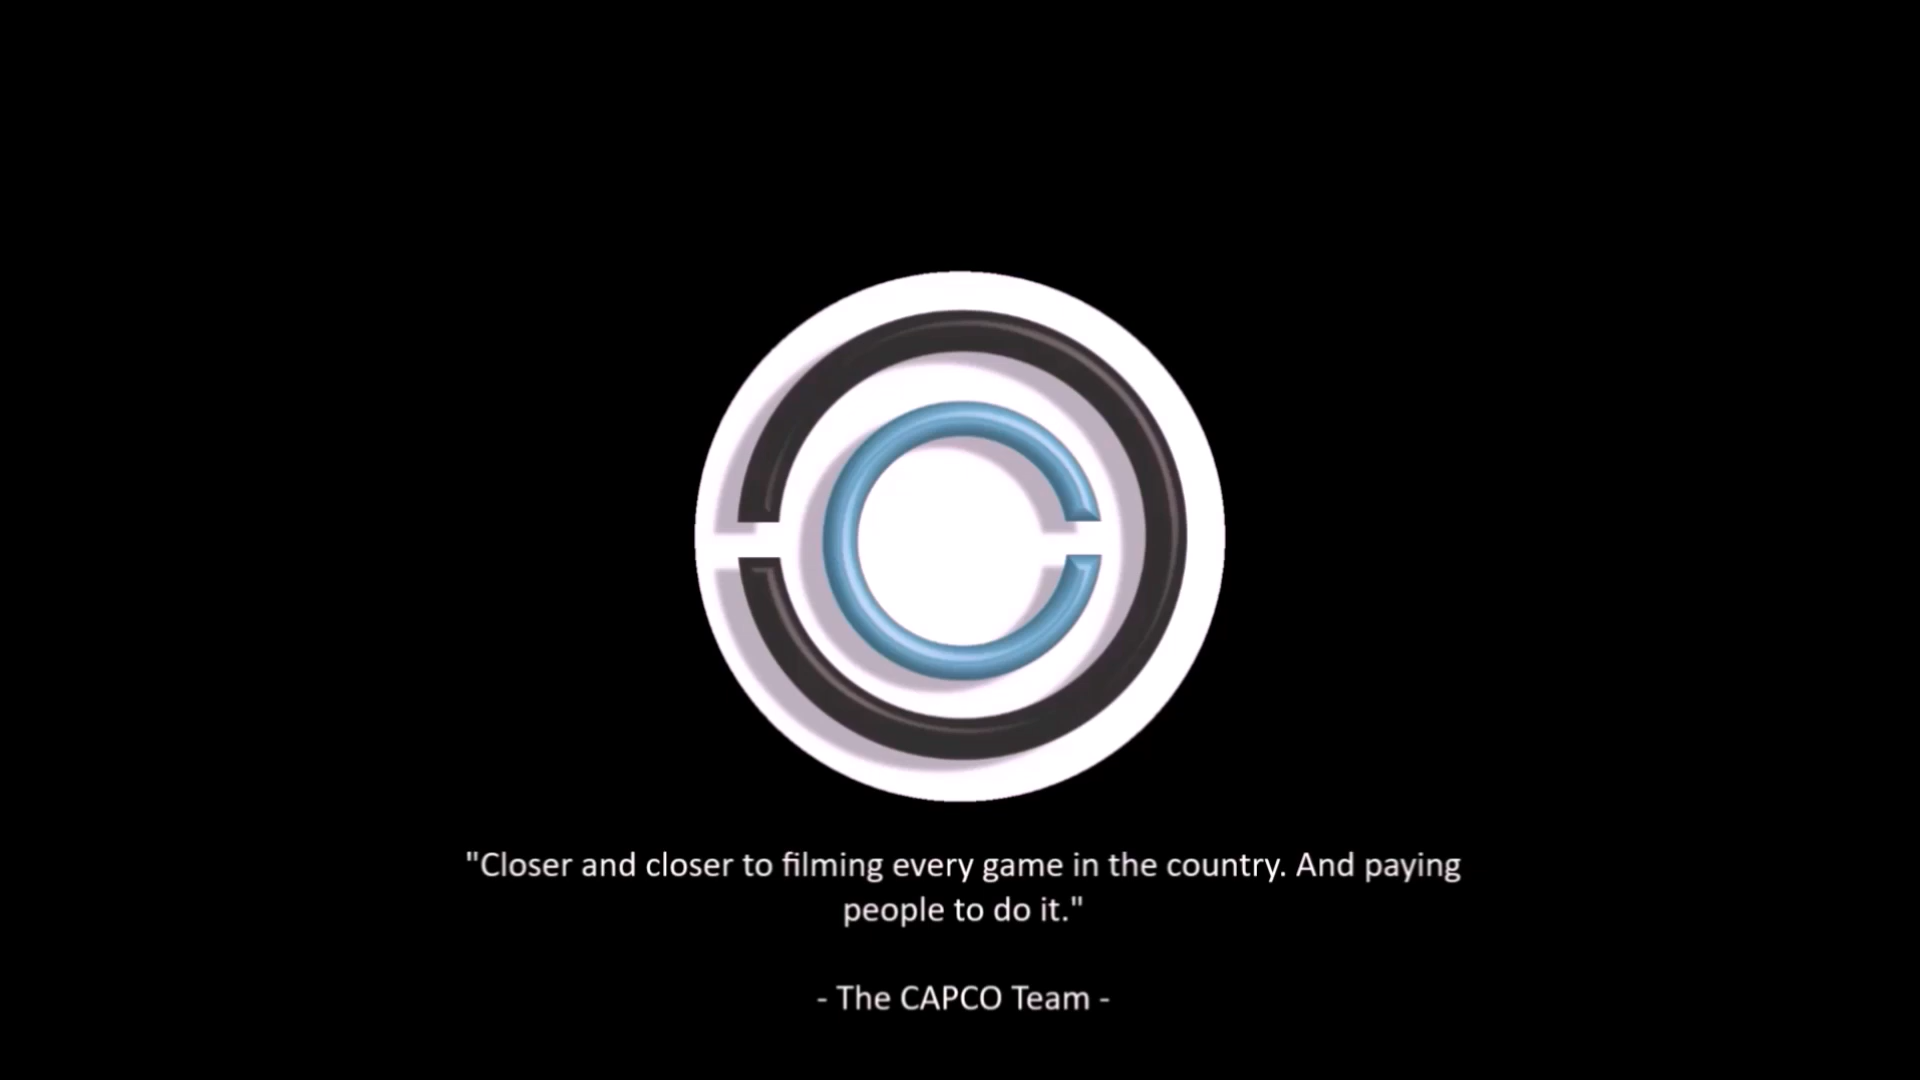 "Closer and closer to filming every game in the country. And paying
people to do it."
- The CAPCO Team -